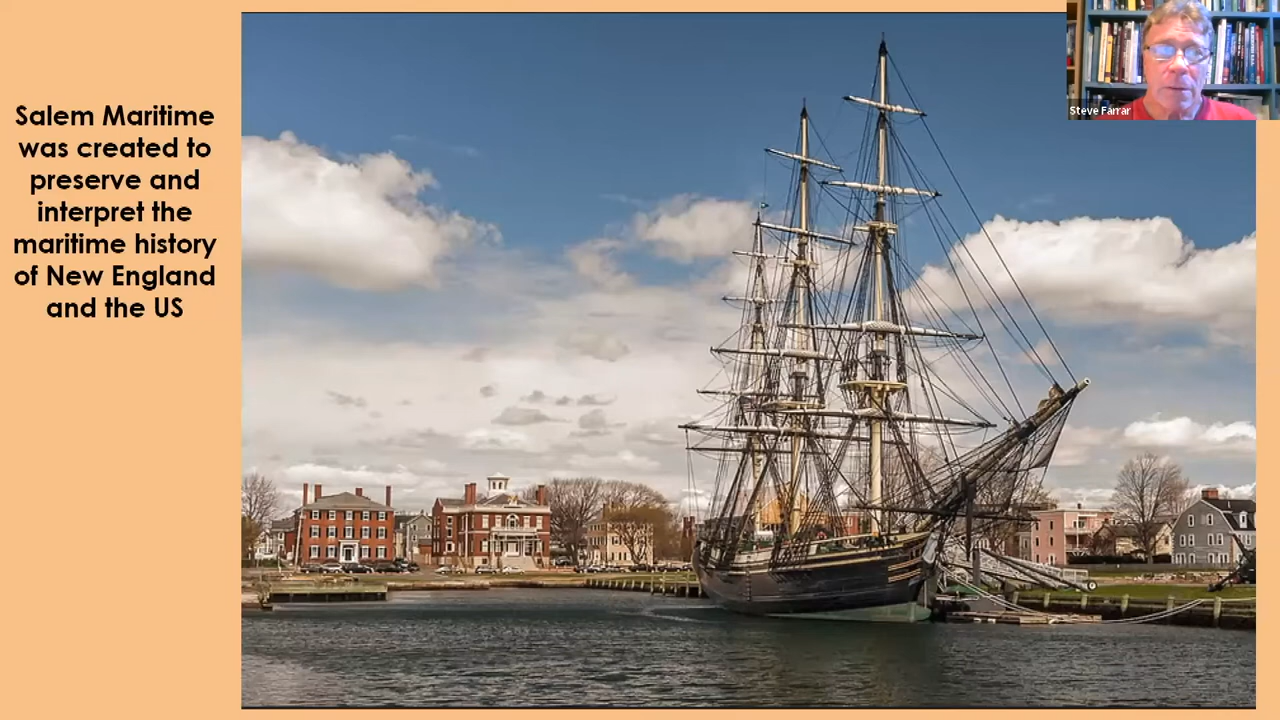 Salem Maritime
was created to
preserve and
interpret the
maritime history
of New England
and the US
Steve Farrar